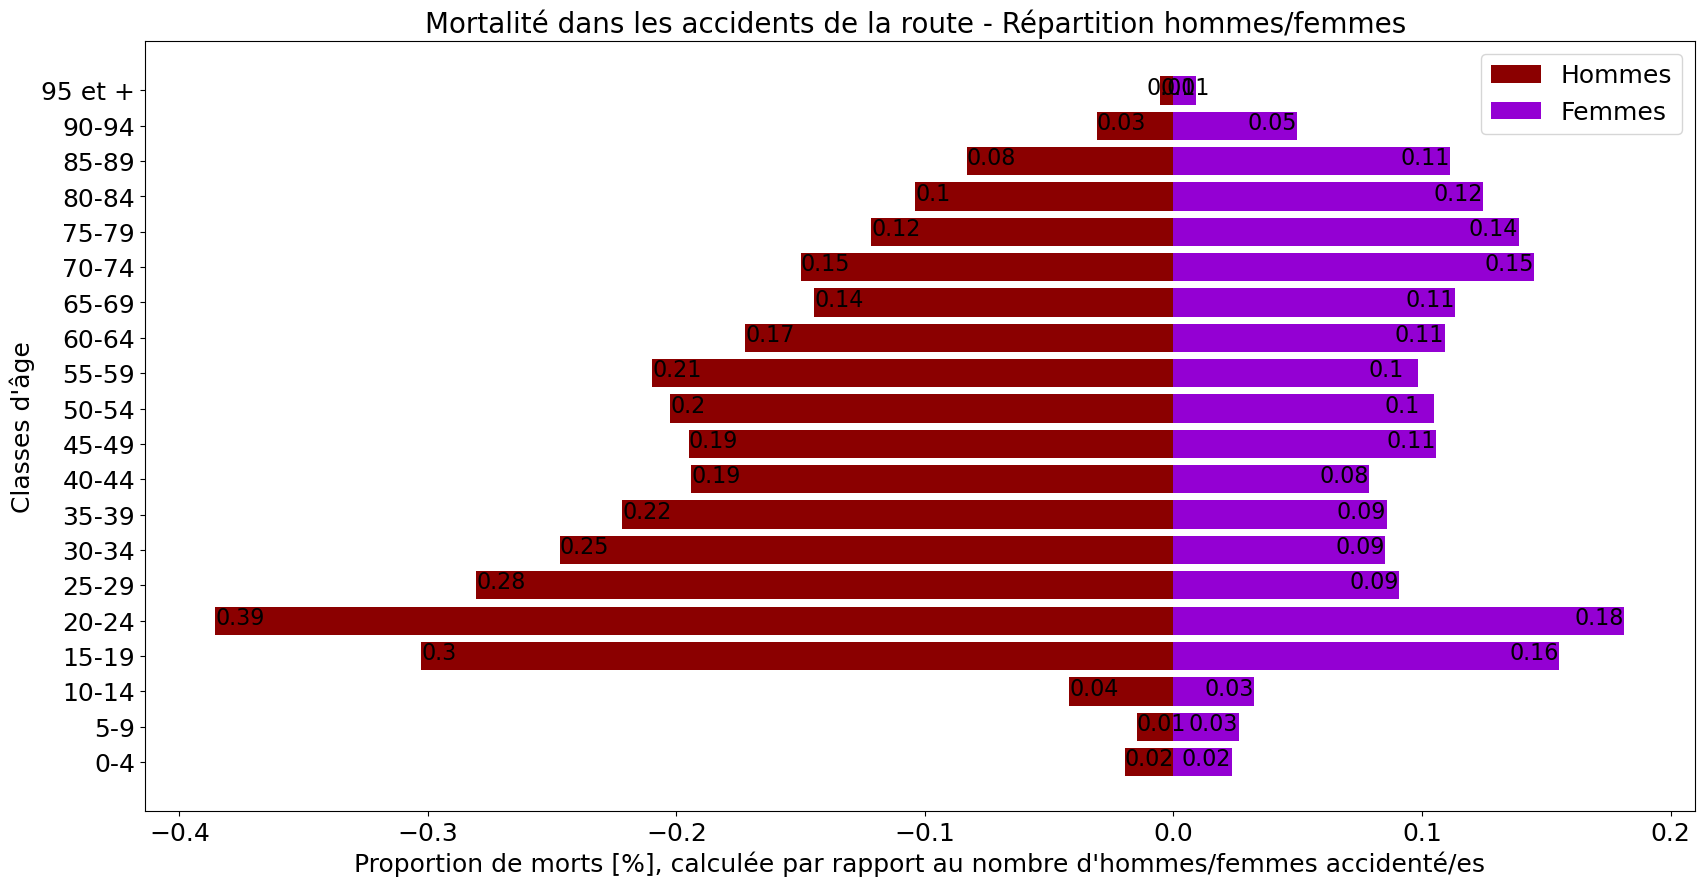 Mortalité dans les accidents de la route - Répartition hommes/femmes
Hommes
Femmes
Classes d'âge
95 et + 0.01
90-94 0.03 0.05
85-89 0.08 0.11
80-84 0.1 0.12
75-79 0.12 0.14
70-74 0.15 0.15
65-69 0.14 0.11
60-64 0.17 0.11
55-59 0.21 0.1
50-54 0.2 0.1
45-49 0.19 0.11
40-44 0.19 0.08
35-39 0.22 0.09
30-34 0.25 0.09
25-29 0.28 0.09
20-24 0.39 0.18
15-19 0.3 0.16
10-14 0.04 0.03
5-9 0.01 0.03
0-4 0.02 0.02
−0.4 −0.3 −0.2 −0.1 0.0 0.1 0.2
Proportion de morts [%], calculée par rapport au nombre d'hommes/femmes accidenté/es